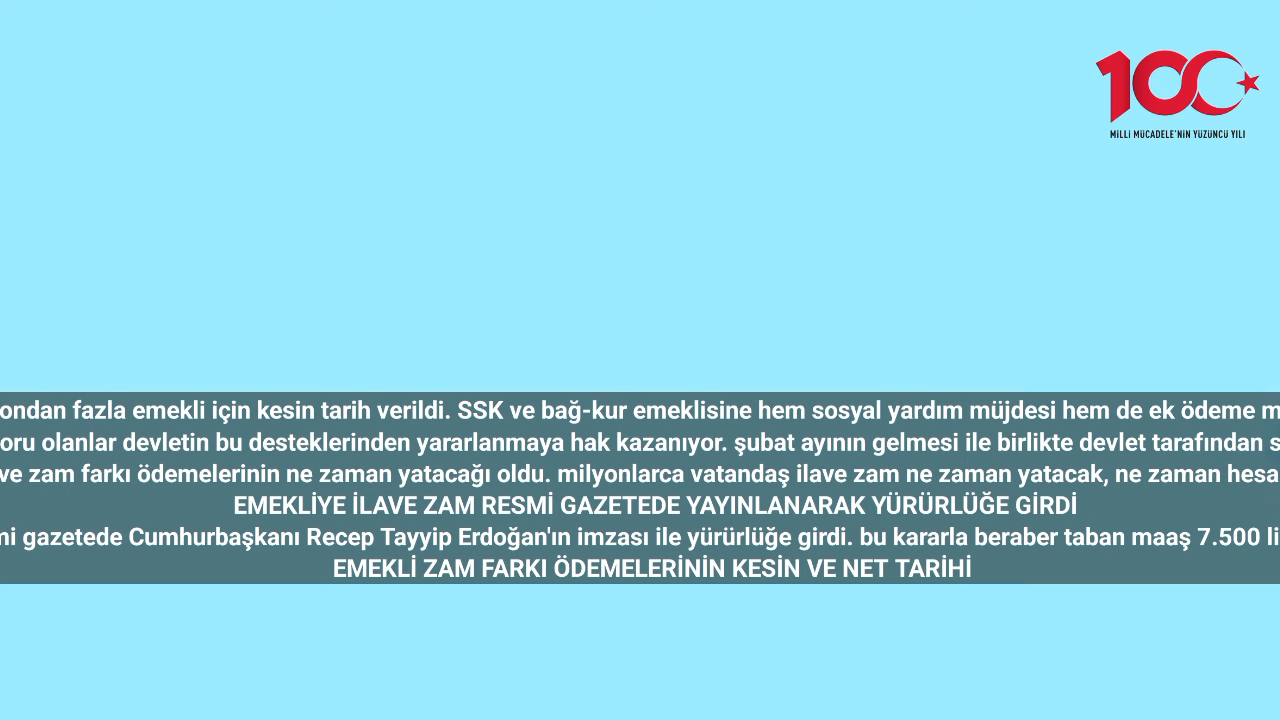 100
MİLLİ MÜCADELE'NİN YÜZÜNCÜ YILI
ondan fazla emekli için kesin tarih verildi. SSK ve bağ-kur emeklisine hem sosyal yardım müjdesi hem de ek ödeme m
oru olanlar devletin bu desteklerinden yararlanmaya hak kazanıyor. şubat ayının gelmesi ile birlikte devlet tarafından s
ve zam farkı ödemelerinin ne zaman yatacağı oldu. milyonlarca vatandaş ilave zam ne zaman yatacak, ne zaman hesa
EMEKLİYE İLAVE ZAM RESMİ GAZETEDE YAYINLANARAK YÜRÜRLÜĞE GİRDİ
mi gazetede Cumhurbaşkanı Recep Tayyip Erdoğan'ın imzası ile yürürlüğe girdi. bu kararla beraber taban maaş 7.500 li
EMEKLİ ZAM FARKI ÖDEMELERİNİN KESİN VE NET TARİHİ